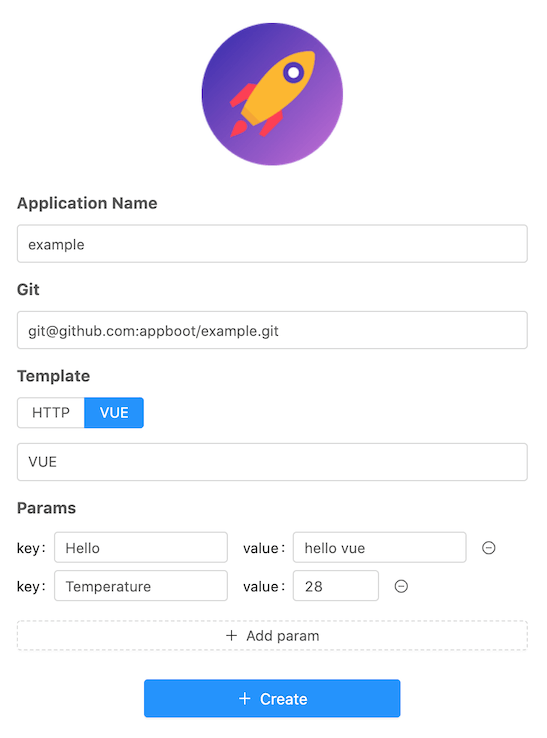 Application Name
example
Git
git@github.com:appboot/example.git
Template
HTTP VUE
VUE
Params
key: Hello value: hello vue
key: Temperature value: 28
+ Add param
+ Create